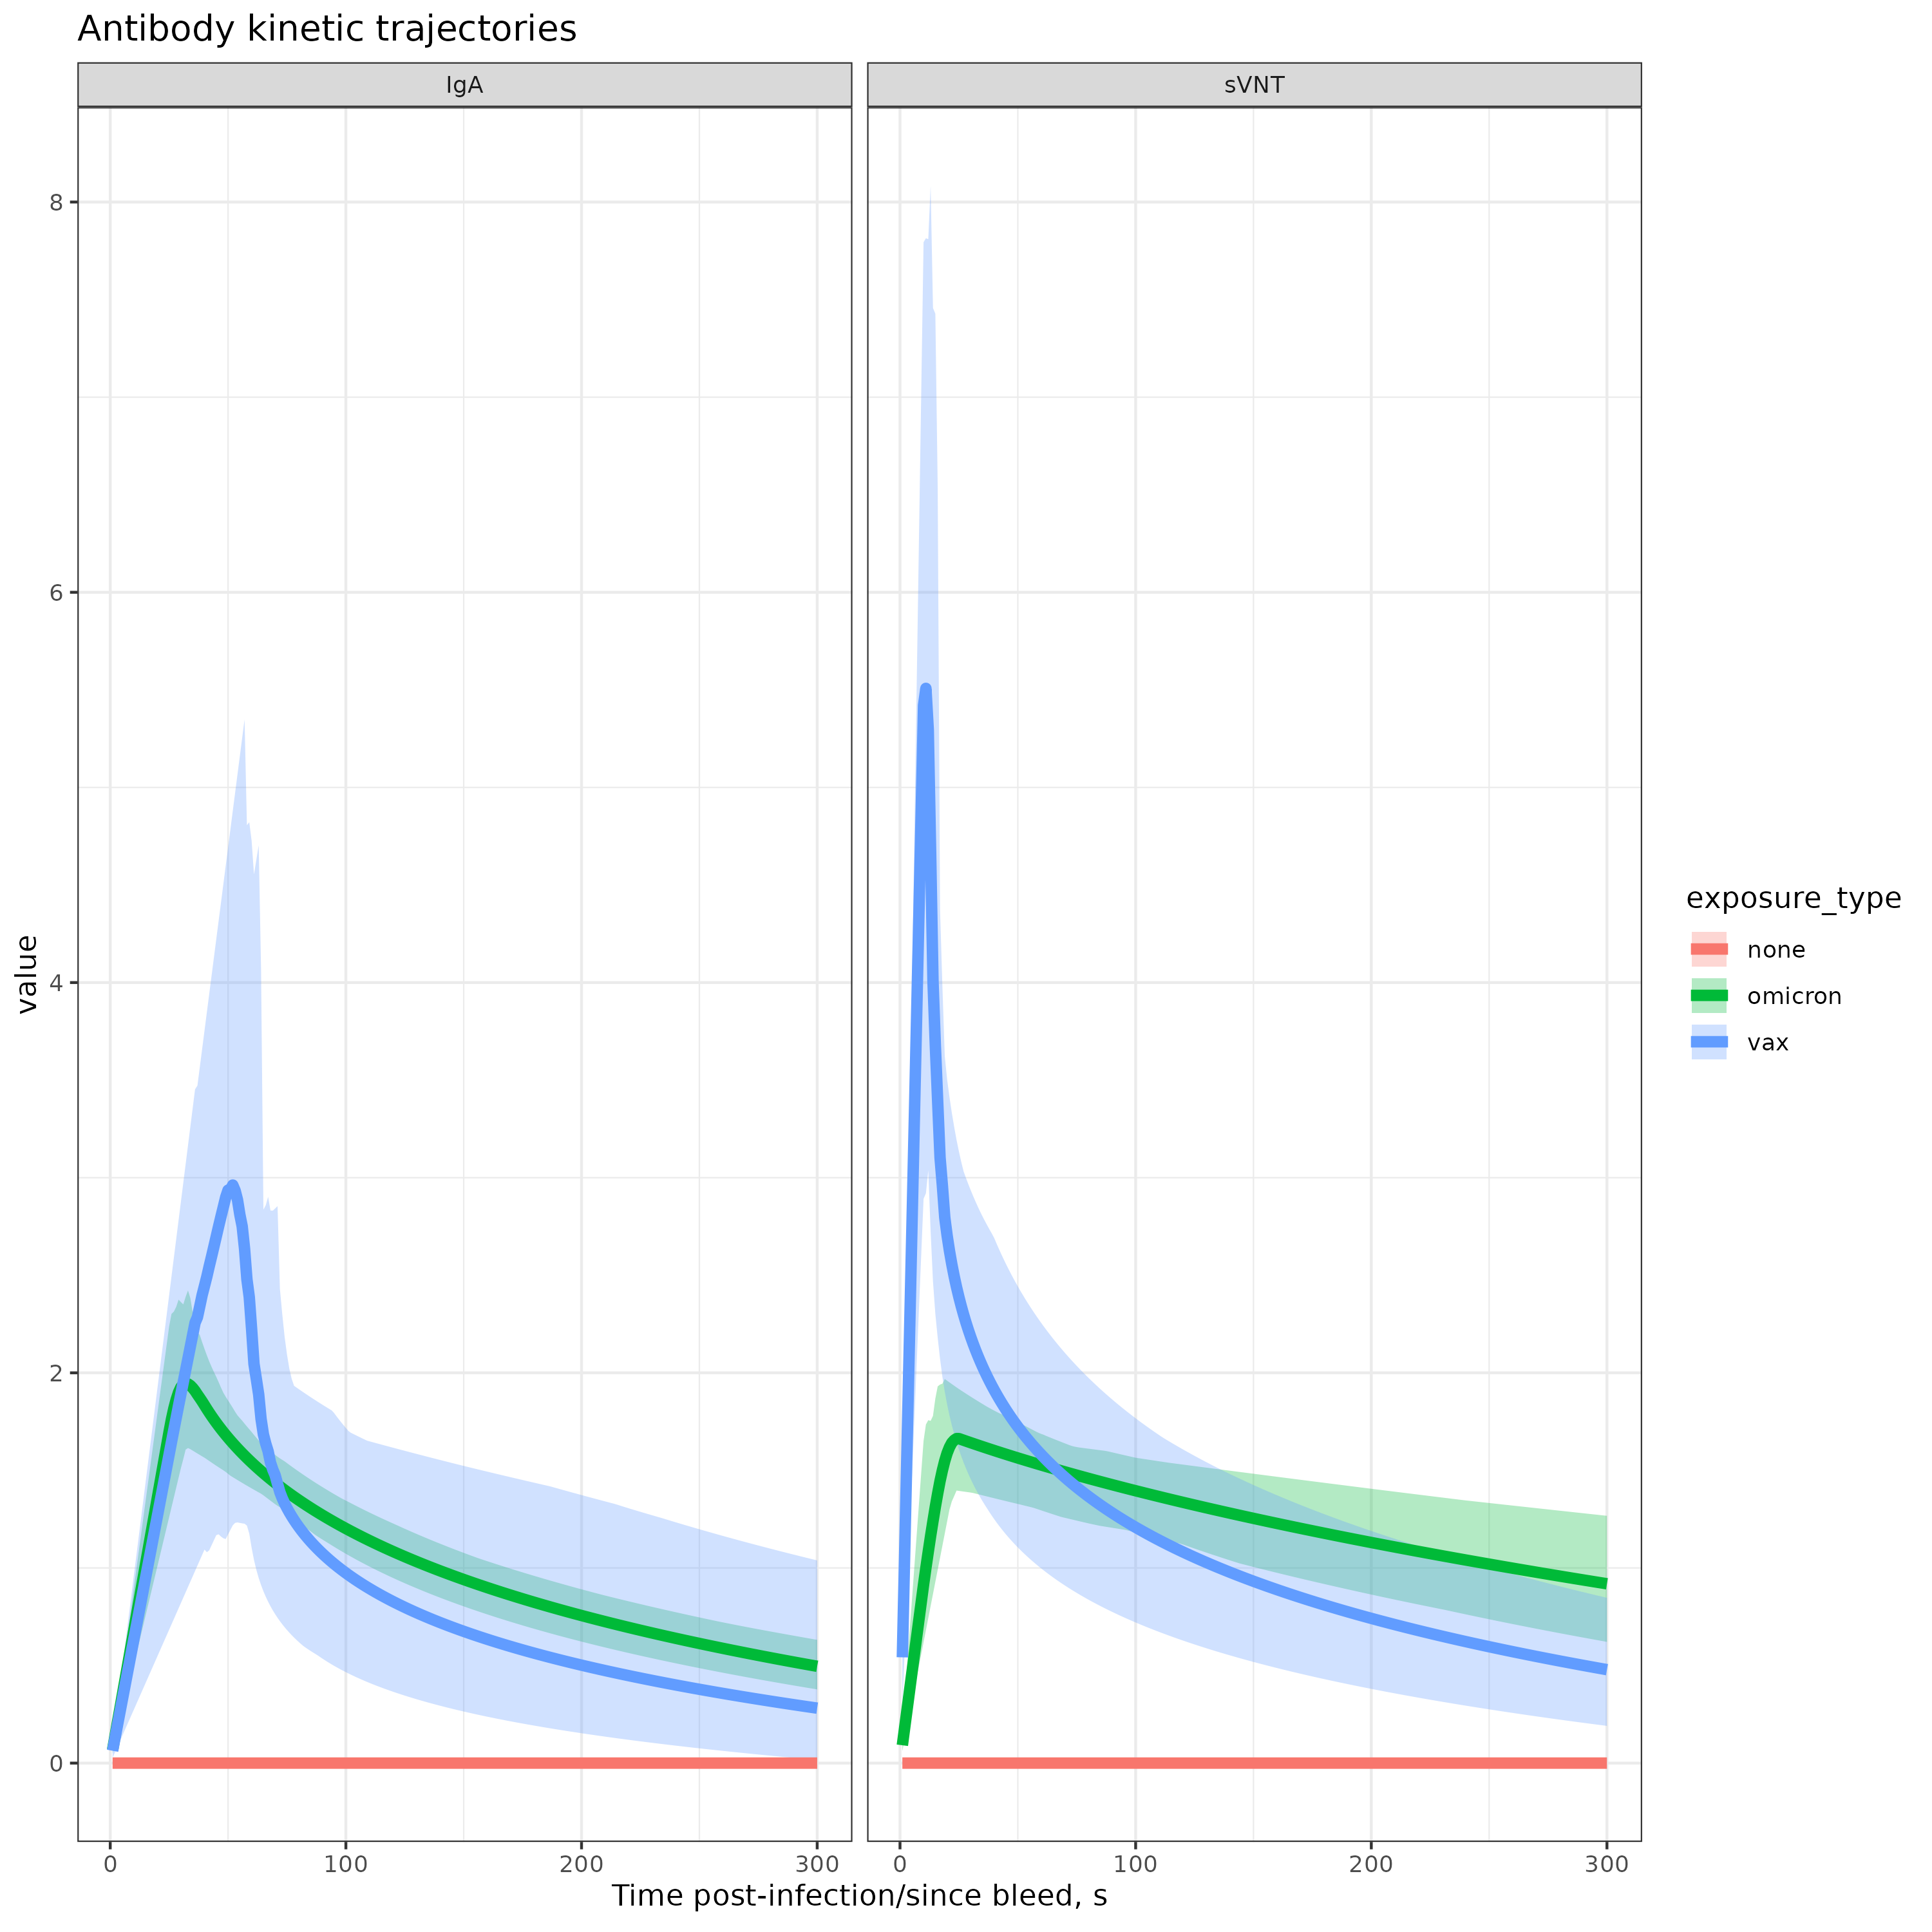 Antibody kinetic trajectories
IgA
sVNT
8
6
4
2
0
value
0 100 200 300
0 100 200 300
Time post-infection/since bleed, s
exposure_type
none
omicron
vax